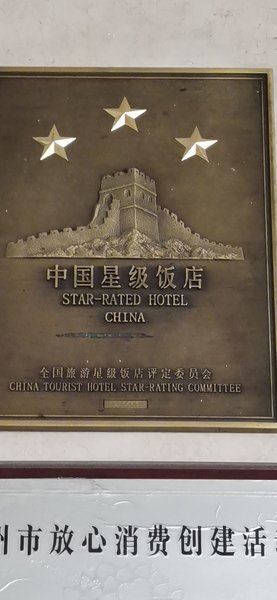 中国星级饭店
STAR-RATED HOTEL
CHINA
全国旅游星级饭店评定委员会
CHINA TOURIST HOTEL STAR-RATING COMMITTEE
州市放心消费创建活